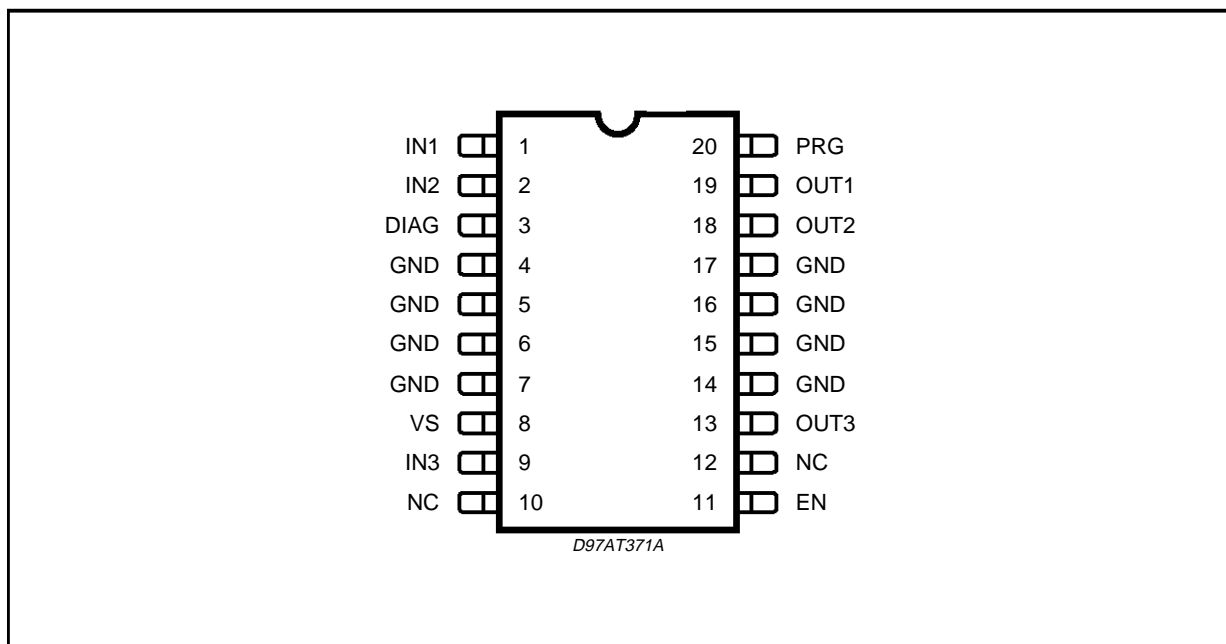 IN1 1 20 PRG
IN2 2 19 OUT1
DIAG 3 18 OUT2
GND 4 17 GND
GND 5 16 GND
GND 6 15 GND
GND 7 14 GND
VS 8 13 OUT3
IN3 9 12 NC
NC 10 11 EN
D97AT371A